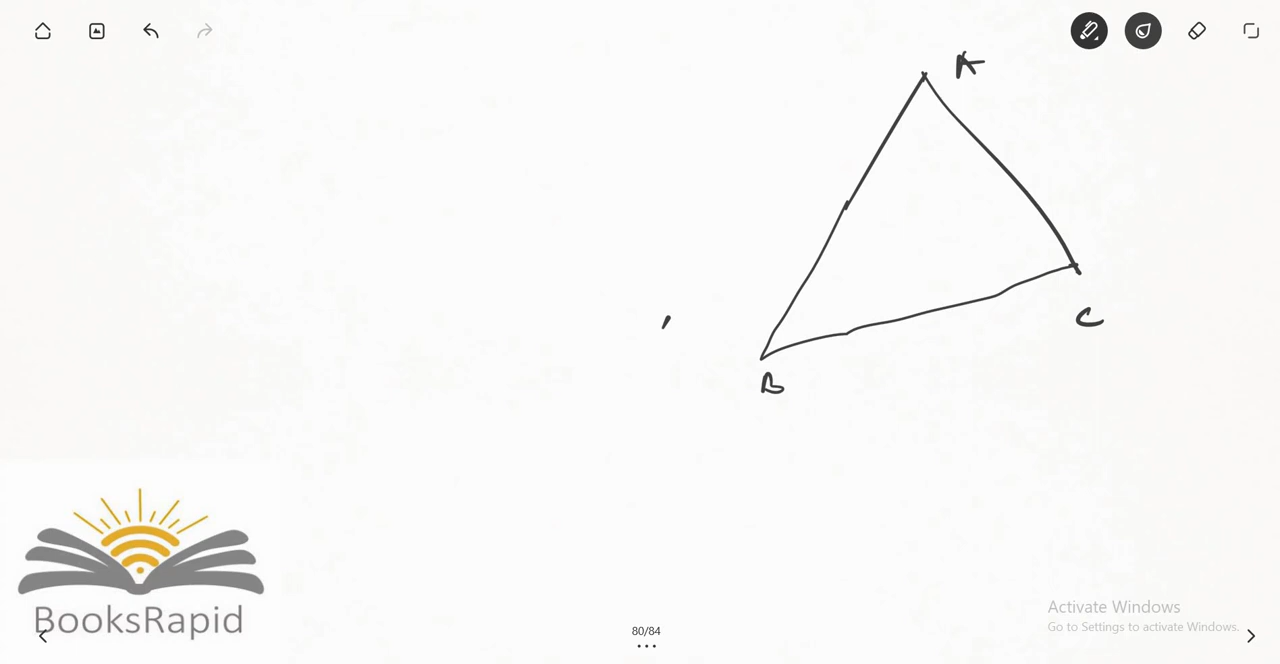 A
C
B
BooksRapid
Activate Windows
Go to Settings to activate Windows.
80/84